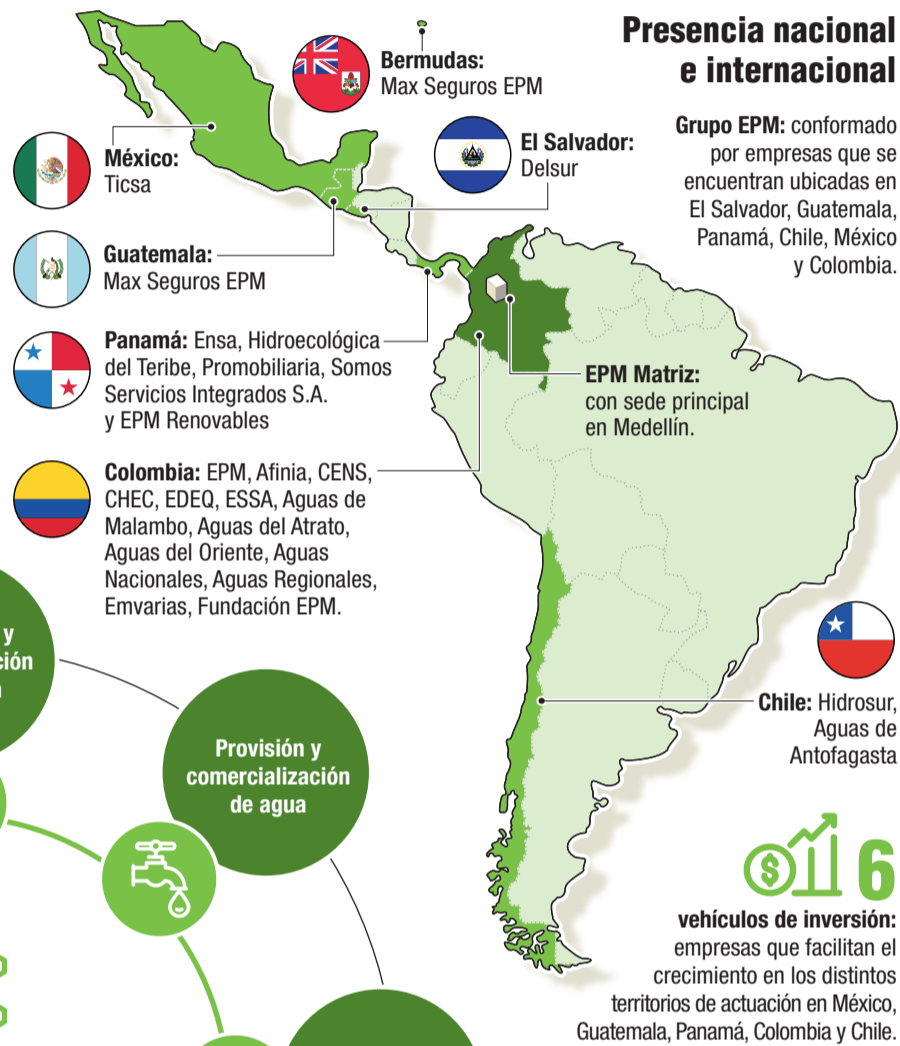 Presencia nacional
e internacional
Grupo EPM: conformado
por empresas que se
encuentran ubicadas en
El Salvador, Guatemala,
Panamá, Chile, México
y Colombia.
Bermudas:
Max Seguros EPM
El Salvador:
Delsur
México:
Ticsa
Guatemala:
Max Seguros EPM
Panamá: Ensa, Hidroecológica
del Teribe, Promobiliaria, Somos
Servicios Integrados S.A.
y EPM Renovables
EPM Matriz:
con sede principal
en Medellín.
Colombia: EPM, Afinia, CENS,
CHEC, EDEQ, ESSA, Aguas de
Malambo, Aguas del Atrato,
Aguas del Oriente, Aguas
Nacionales, Aguas Regionales,
Emvarias, Fundación EPM.
Chile: Hidrosur,
Aguas de
Antofagasta
y
Provisión y
comercialización
de agua
$
6
vehículos de inversión:
empresas que facilitan el
crecimiento en los distintos
territorios de actuación en México,
Guatemala, Panamá, Colombia y Chile.